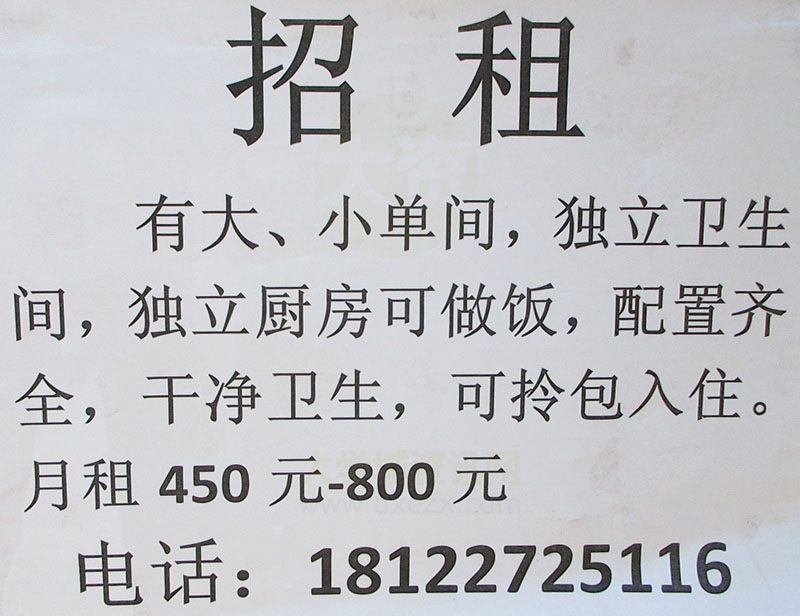 招 租
有大、小单间，独立卫生
间，独立厨房可做饭，配置齐
全，干净卫生，可拎包入住。
月租 450 元-800 元
电话：18122725116